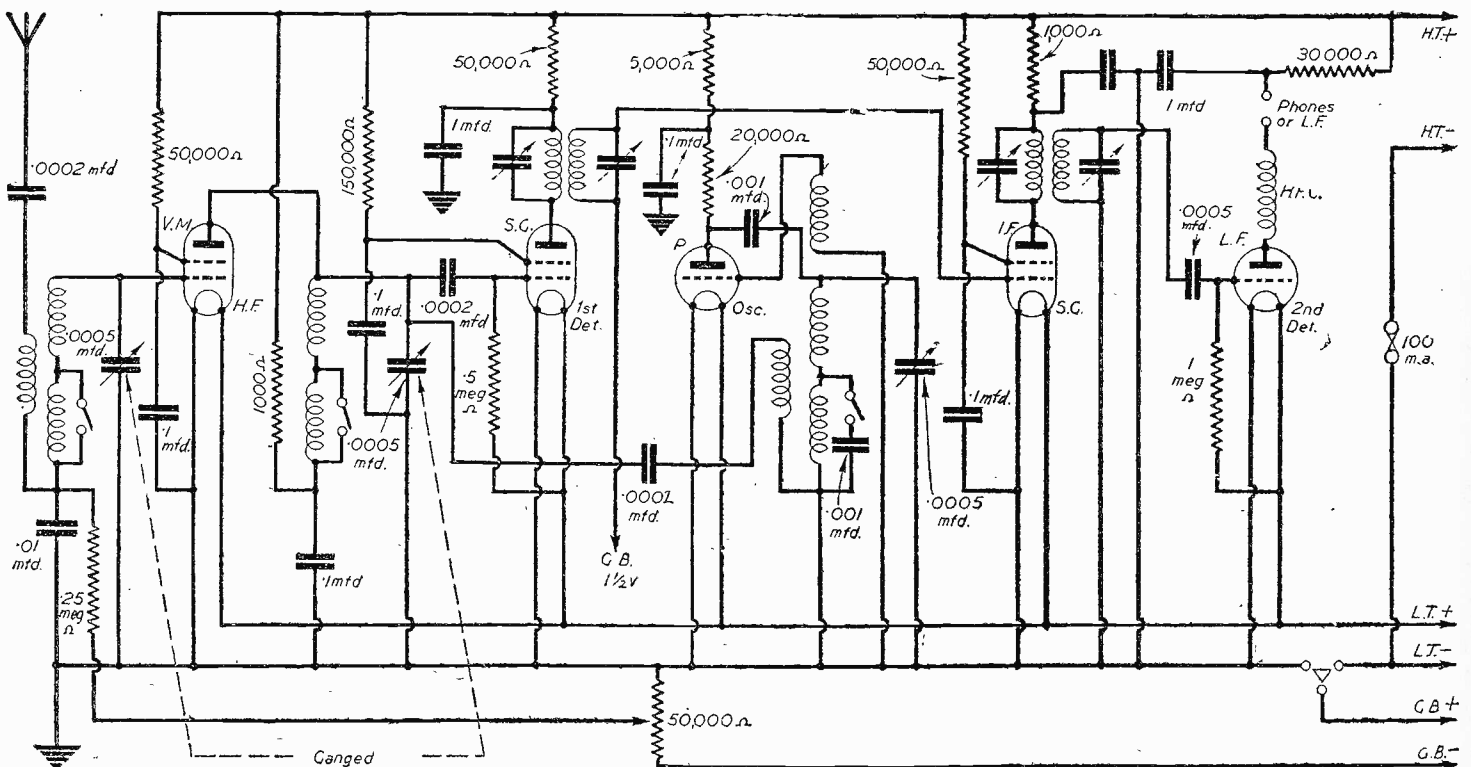 H.T.+
1000Ω
50,000Ω
5,000Ω
50,000Ω
30,000Ω
1 mfd
Phones
or L.F.
H.T.-
.0002 mfd
50,000Ω
150,000Ω
.1 mfd.
.1 mfd
20,000Ω
.001
mfd.
H.F.C.
V.M.
S.G.
P
I.F.
L.F.
.0005
mfd.
H.F.
1st
Det.
Osc.
S.G.
2nd
Det.
.0005
mfd.
.1
mfd.
.0002
mfd
100
m.a.
1000Ω
.5
meg
Ω
.1 mfd.
1
meg
Ω
.1
mfd.
.0005
mfd.
.0002
mfd.
.001
mfd.
.0005
mfd.
.01
mfd.
.1 mfd
G.B.
1½V
.25
meg
Ω
L.T.+
L.T.-
50,000Ω
G.B+
Ganged
G.B.-